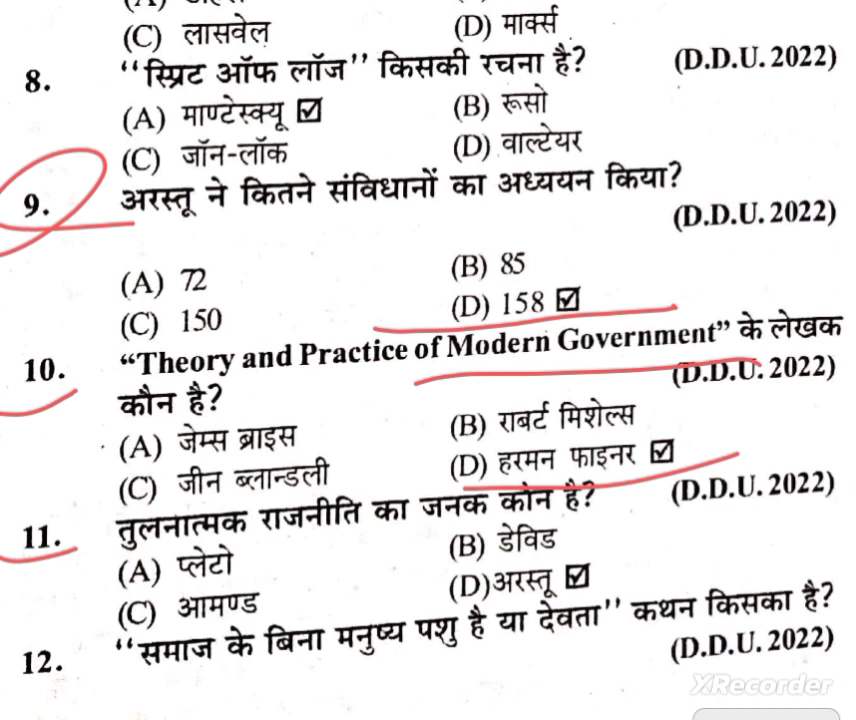 (C) लासवेल (D) मार्क्स
8. “स्प्रिट ऑफ लॉज” किसकी रचना है? (D.D.U. 2022)
(A) माण्टेस्क्यू ☑ (B) रूसो
(C) जॉन-लॉक (D) वाल्टेयर
9. अरस्तू ने कितने संविधानों का अध्ययन किया?
(D.D.U. 2022)
(A) 72 (B) 85
(C) 150 (D) 158 ☑
10. “Theory and Practice of Modern Government” के लेखक
कौन है? (D.D.U. 2022)
(A) जेम्स ब्राइस (B) राबर्ट मिशेल्स
(C) जीन ब्लान्डली (D) हरमन फाइनर ☑
11. तुलनात्मक राजनीति का जनक कौन है? (D.D.U. 2022)
(A) प्लेटो (B) डेविड
(C) आमण्ड (D)अरस्तू ☑
12. “समाज के बिना मनुष्य पशु है या देवता” कथन किसका है?
(D.D.U. 2022)
XRecorder